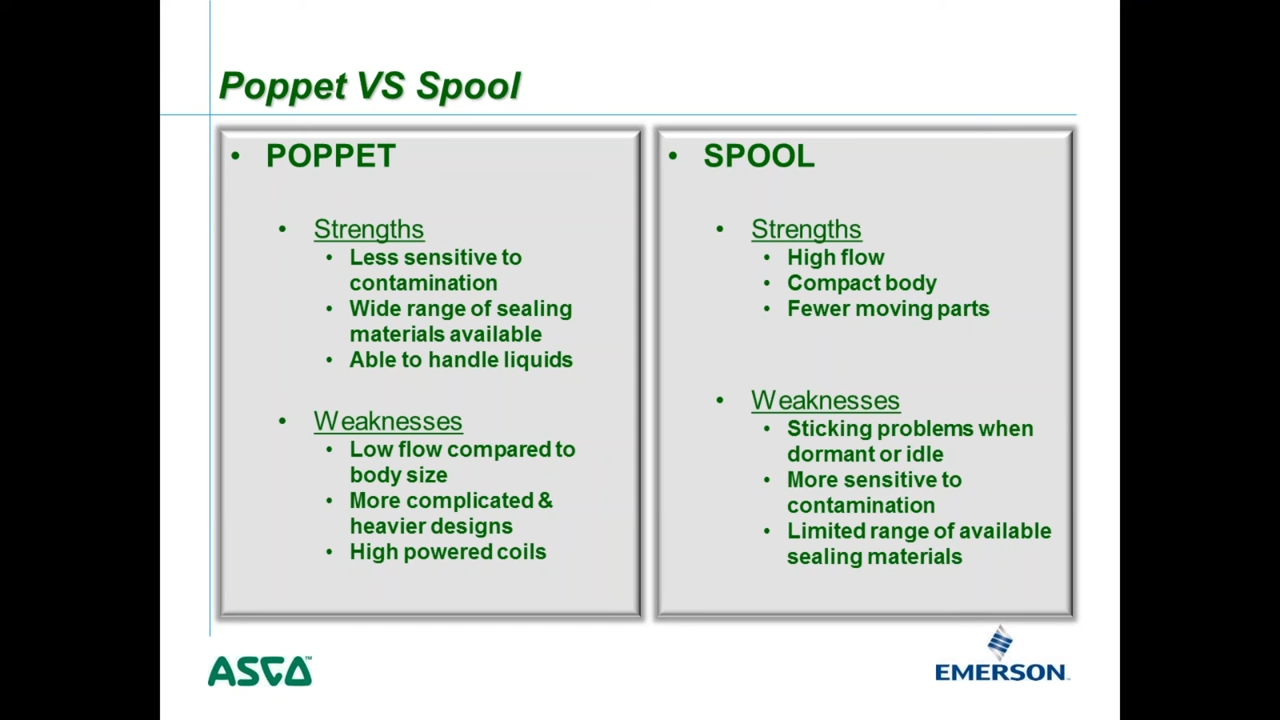 Poppet VS Spool
• POPPET
• Strengths
• Less sensitive to
contamination
• Wide range of sealing
materials available
• Able to handle liquids
• Weaknesses
• Low flow compared to
body size
• More complicated &
heavier designs
• High powered coils
• SPOOL
• Strengths
• High flow
• Compact body
• Fewer moving parts
• Weaknesses
• Sticking problems when
dormant or idle
• More sensitive to
contamination
• Limited range of available
sealing materials
ASCO™
EMERSON™